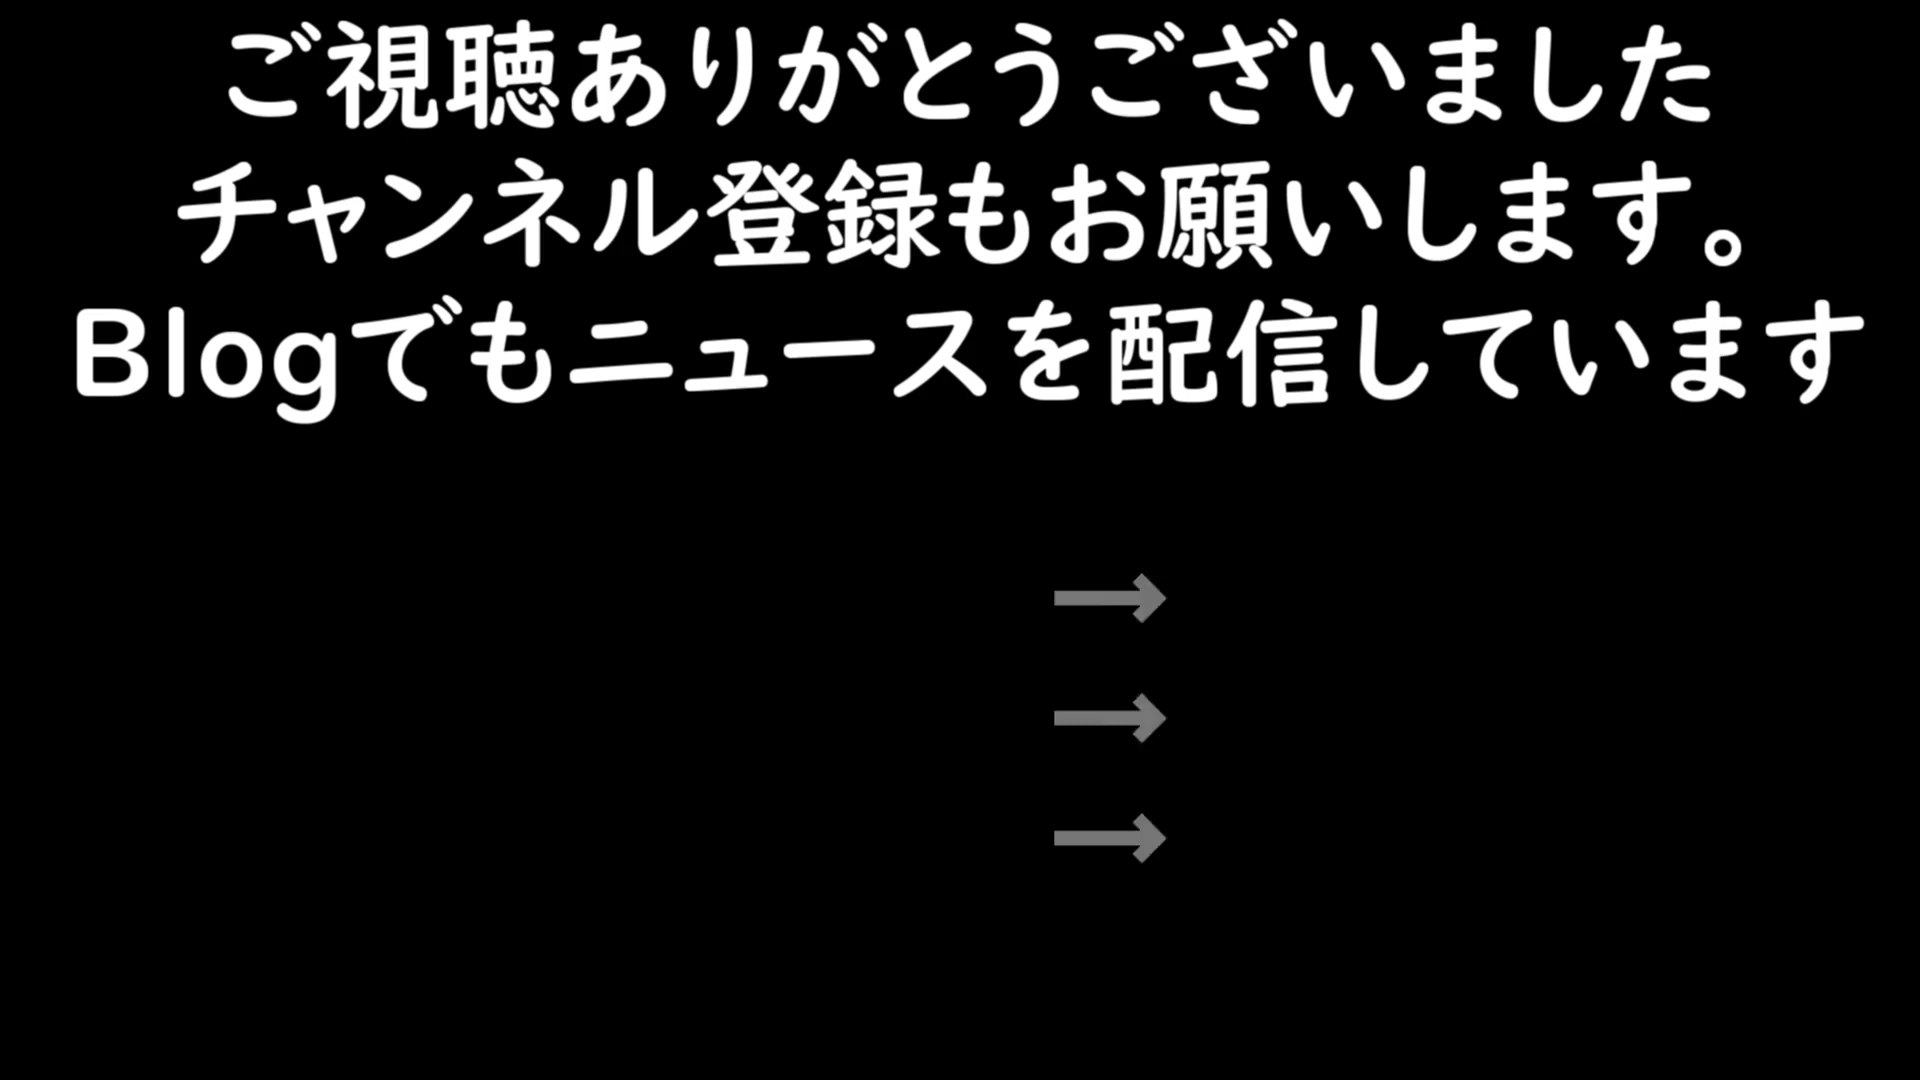 ご視聴ありがとうございました
チャンネル登録もお願いします。
Blogでもニュースを配信しています
→
→
→